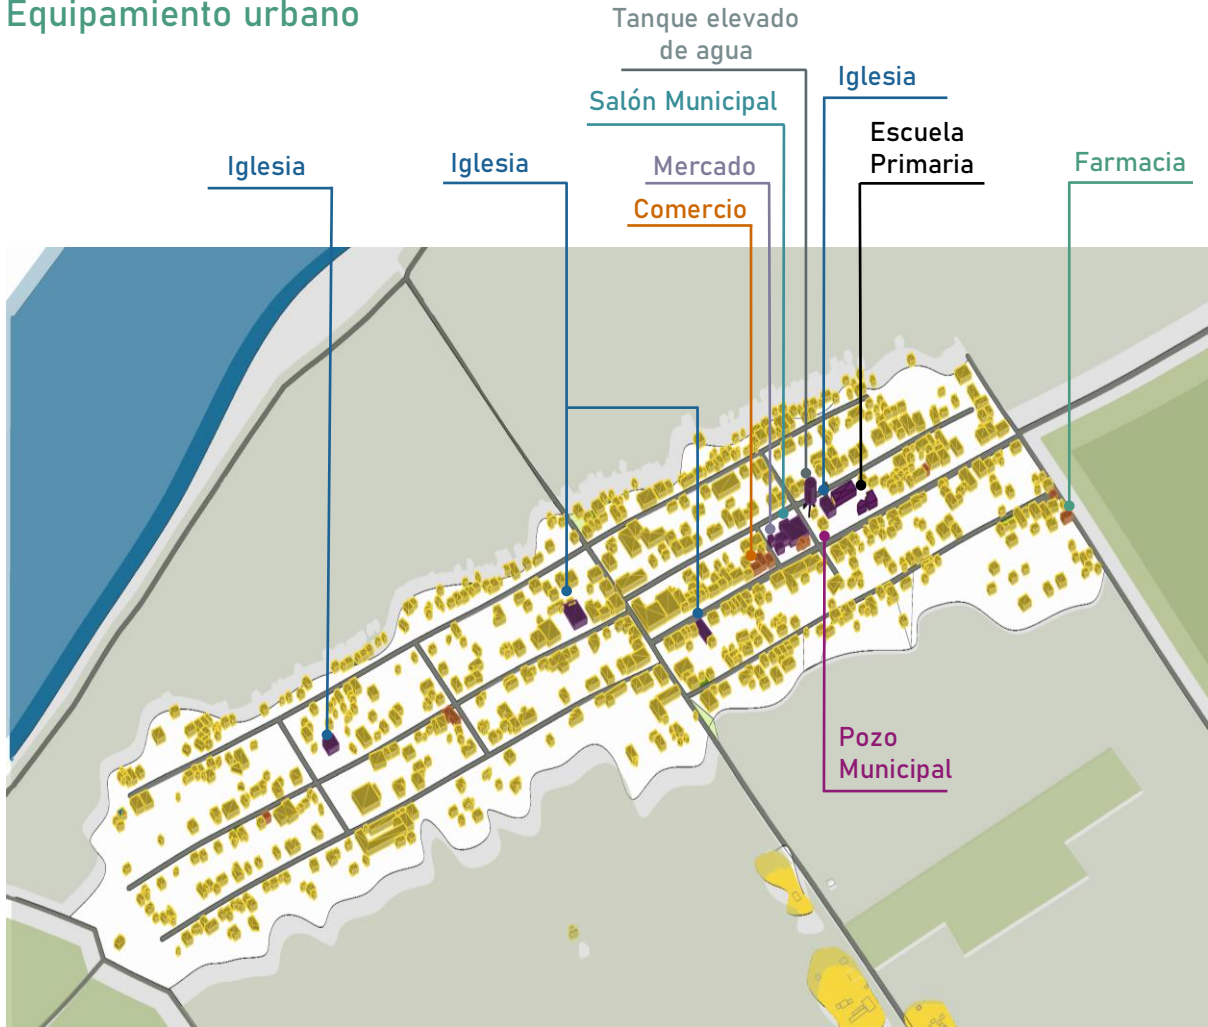 Equipamiento urbano
Tanque elevado
de agua
Iglesia
Salón Municipal
Escuela
Primaria
Iglesia
Iglesia
Mercado
Farmacia
Comercio
Pozo
Municipal